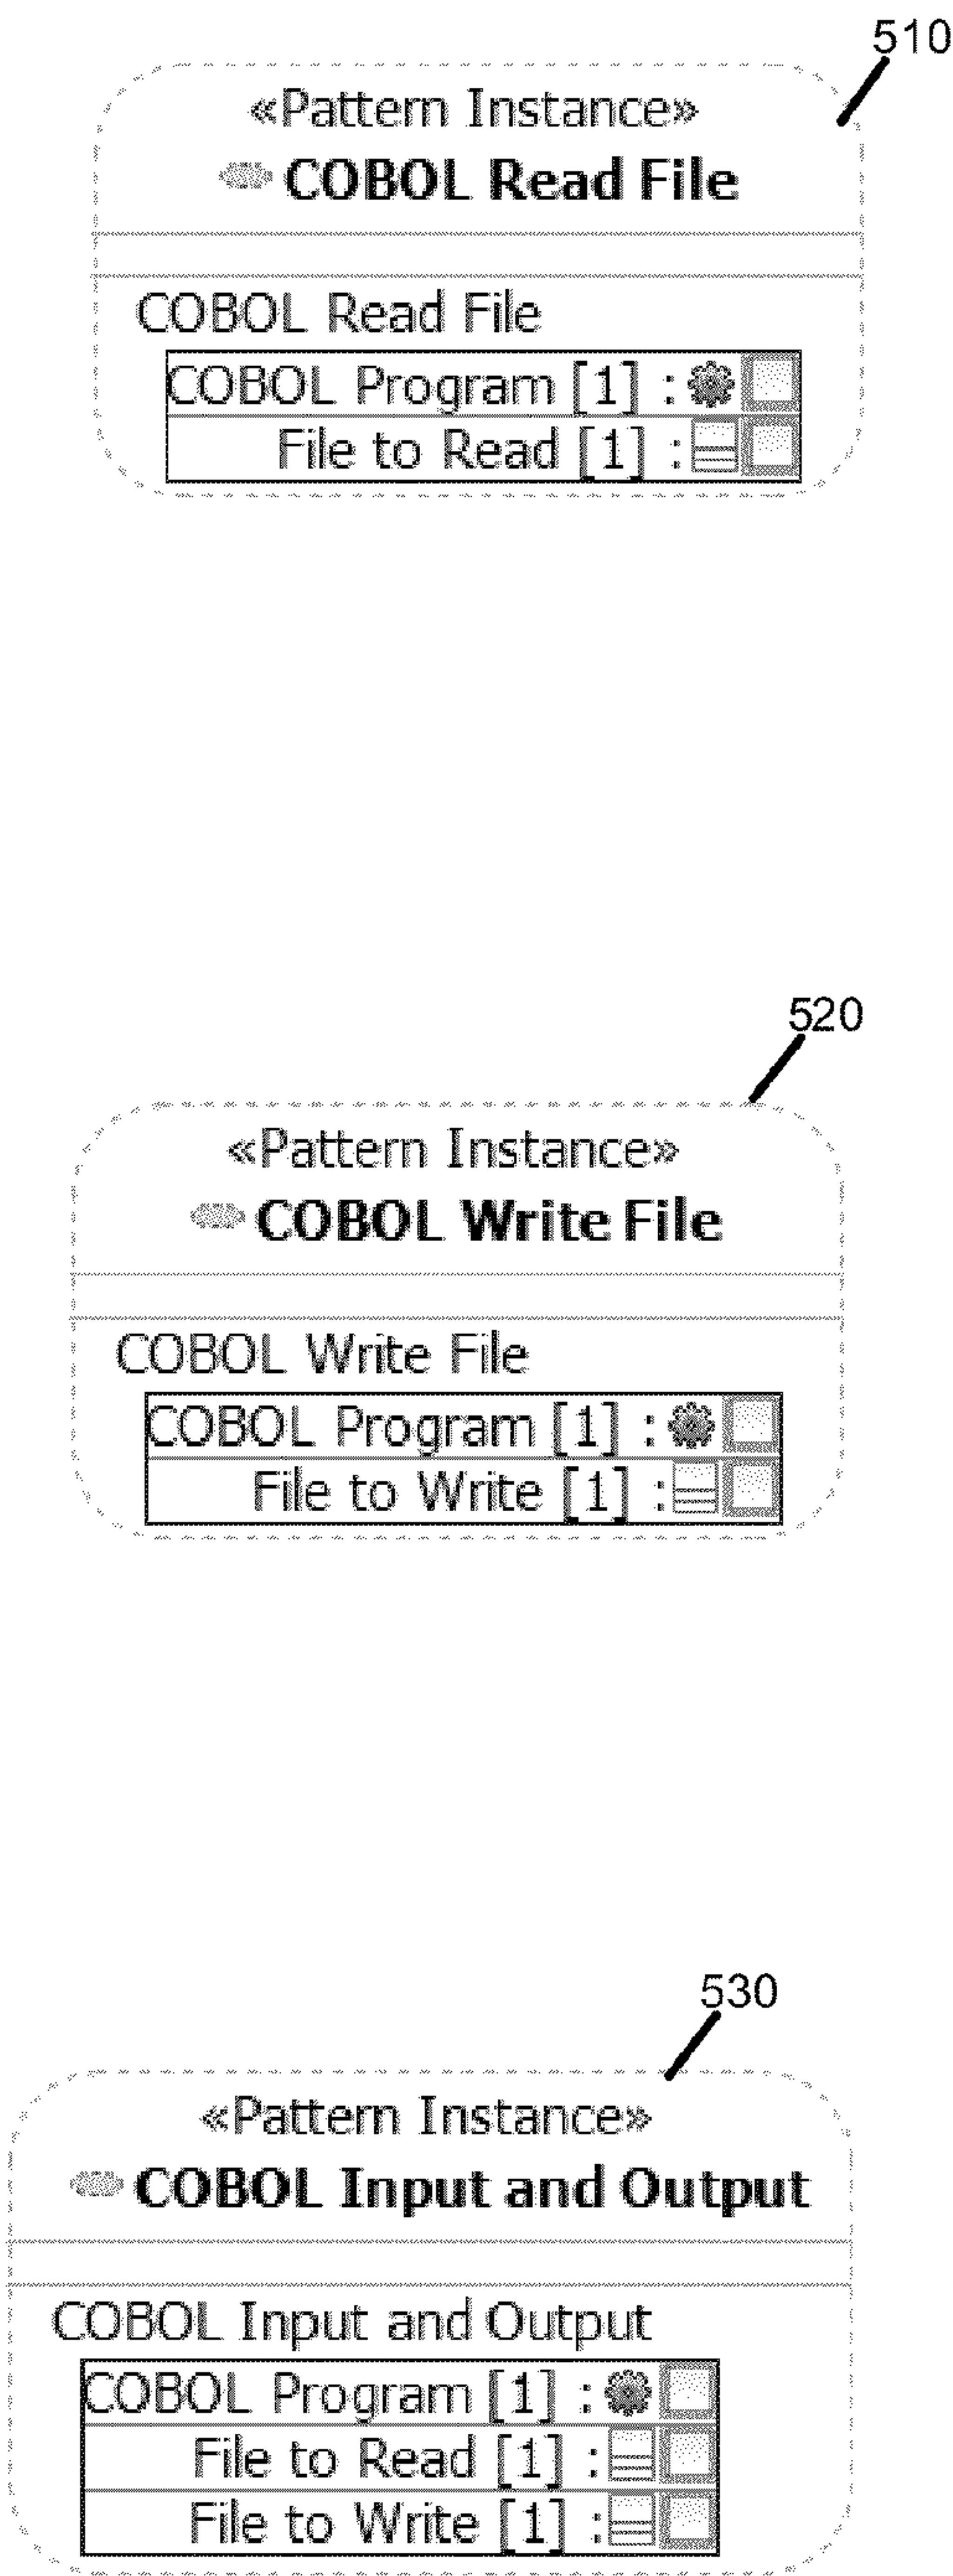 510
«Pattern Instance»
COBOL Read File
COBOL Read File
COBOL Program [1] :
File to Read [1] :
520
«Pattern Instance»
COBOL Write File
COBOL Write File
COBOL Program [1] :
File to Write [1] :
530
«Pattern Instance»
COBOL Input and Output
COBOL Input and Output
COBOL Program [1] :
File to Read [1] :
File to Write [1] :